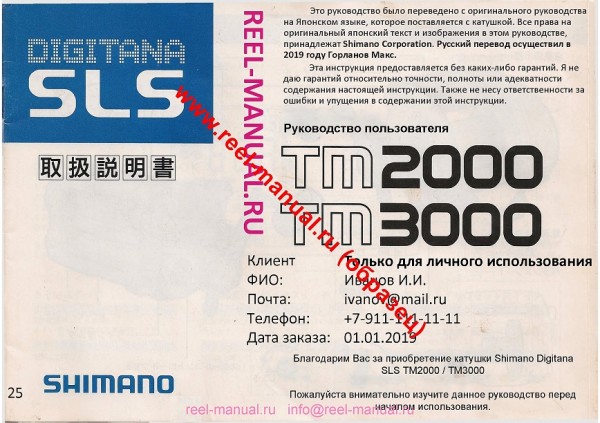 DIGITANA
SLS
取扱説明書
SHIMANO
25
REEL-MANUAL.RU
www.reel-manual.ru (образец)
Это руководство было переведено с оригинального руководства
на Японском языке, которое поставляется с катушкой. Все права на
оригинальный японский текст и изображения в этом руководстве,
принадлежат Shimano Corporation. Русский перевод осуществил в
2019 году Горланов Макс.
Эта инструкция предоставляется без каких-либо гарантий. Я не
даю гарантий относительно точности, полноты или адекватности
содержания настоящей инструкции. Также не несу ответственности за
ошибки и упущения в содержании этой инструкции.
Руководство пользователя
TM2000
TM3000
Клиент Только для личного использования
ФИО: Иванов И.И.
Почта: ivanov@mail.ru
Телефон: +7-911-111-11-11
Дата заказа: 01.01.2019
Благодарим Вас за приобретение катушки Shimano Digitana
SLS TM2000 / TM3000
Пожалуйста внимательно изучите данное руководство перед
началом использования.
reel-manual.ru info@reel-manual.ru